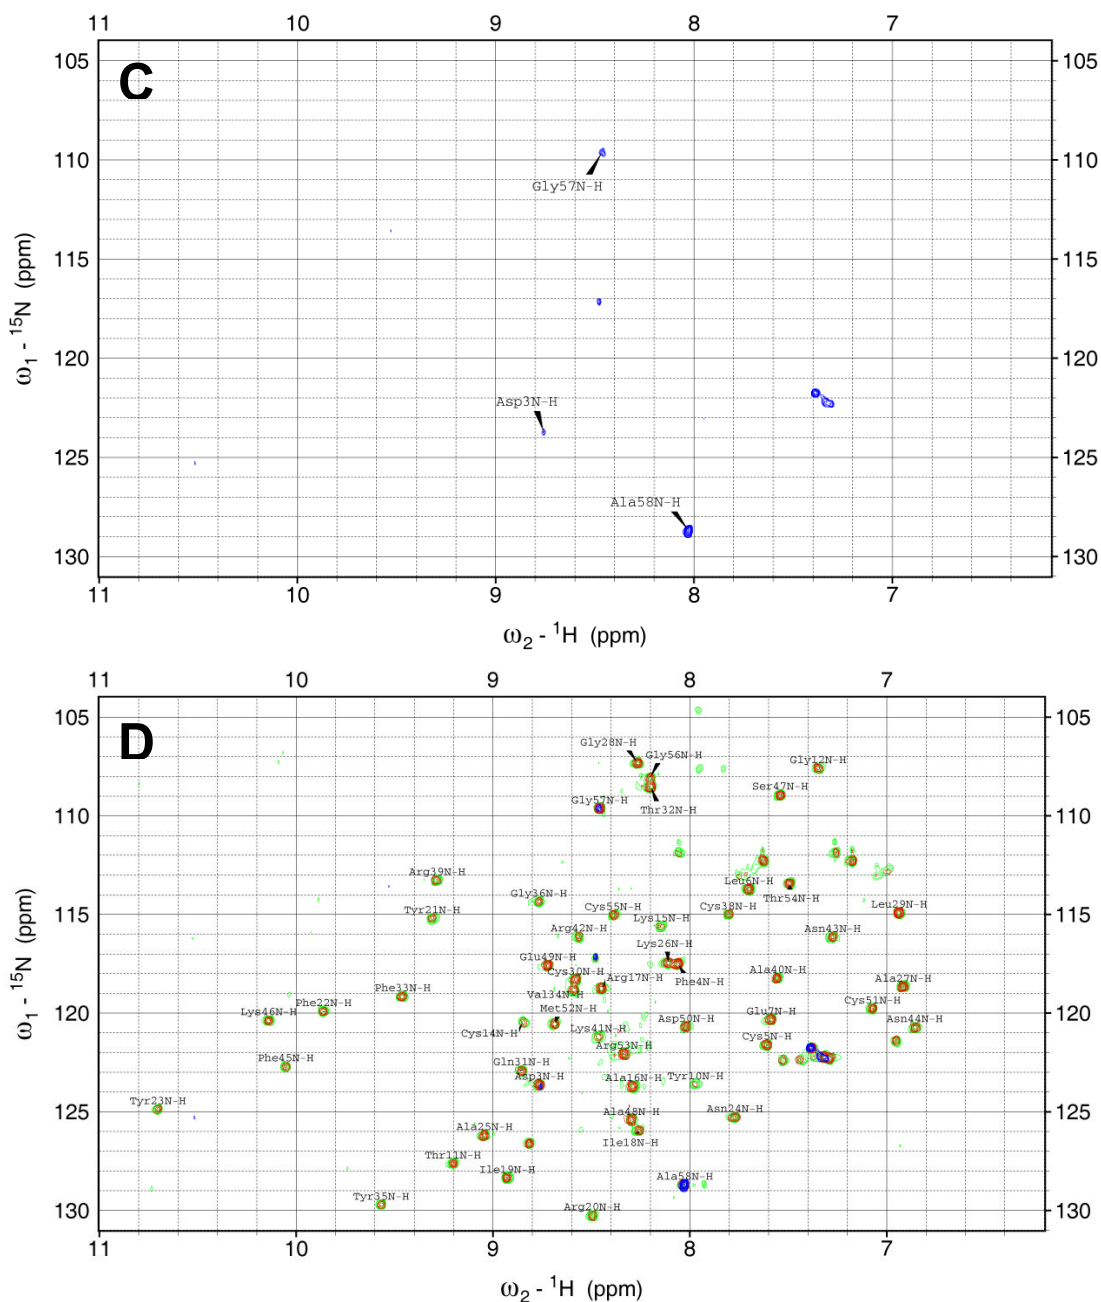 11 10 9 8 7
C
105 105
110 110
Gly57N-H
115 115
120 120
Asp3N-H
125 125
Ala58N-H
130 130
ω1 - 15N (ppm)
11 10 9 8 7
ω2 - 1H (ppm)
11 10 9 8 7
D
105 105
Gly28N-H
Gly56N-H
Gly12N-H
Ser47N-H
Gly57N-H
Thr32N-H
110 110
Arg39N-H
Leu6N-H
Gly36N-H
Thr54N-H
Tyr21N-H
Cys55N-H
Cys38N-H
Leu29N-H
115 115
Lys15N-H
Arg42N-H
Asn43N-H
Lys26N-H
Glu49N-H
Cys30N-H
Arg17N-H
Phe4N-H
Ala40N-H
Ala27N-H
Phe33N-H
Val34N-H
Phe22N-H
Cys51N-H
Met52N-H
Glu7N-H
Lys46N-H
120 120
Asp50N-H
Asn44N-H
Cys14N-H
Lys41N-H
Cys5N-H
Arg53N-H
Phe45N-H
Gln31N-H
Asp3N-H
Ala16N-H
Tyr10N-H
Tyr23N-H
125 125
Ala48N-H
Asn24N-H
Ala25N-H
Ile18N-H
Thr11N-H
Ile19N-H
Ala58N-H
Tyr35N-H
Arg20N-H
130 130
ω1 - 15N (ppm)
11 10 9 8 7
ω2 - 1H (ppm)